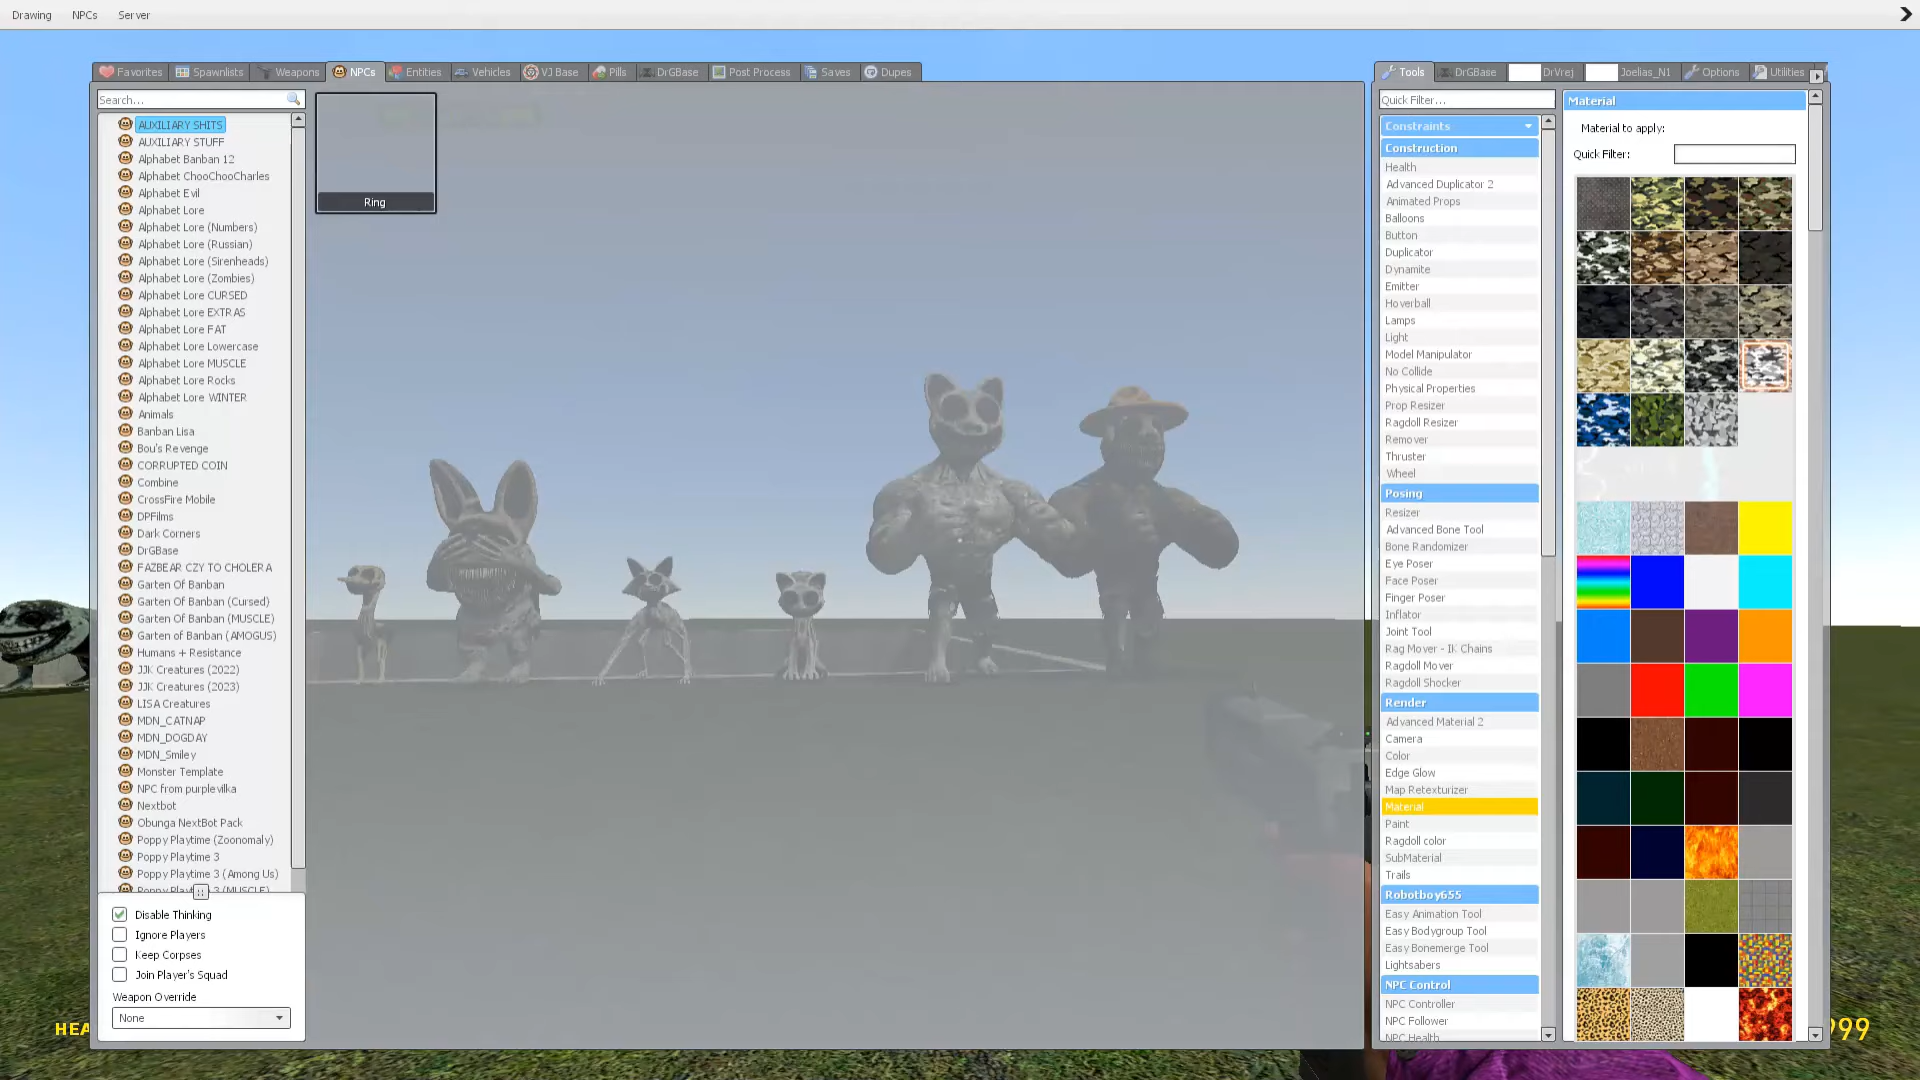 Drawing NPCs Server
Favorites Spawnlists Weapons NPCs Entities Vehicles VJ Base Pills DrGBase Post Process Saves Dupes
Tools DrGBase DrVrej Joelias_N1 Options Utilities
Search...
AUXILIARY SHITS
AUXILIARY STUFF
Alphabet Banban 12
Alphabet ChooChooCharles
Alphabet Evil
Alphabet Lore
Alphabet Lore (Numbers)
Alphabet Lore (Russian)
Alphabet Lore (Sirenheads)
Alphabet Lore (Zombies)
Alphabet Lore CURSED
Alphabet Lore EXTRAS
Alphabet Lore FAT
Alphabet Lore Lowercase
Alphabet Lore MUSCLE
Alphabet Lore Rocks
Alphabet Lore WINTER
Animals
Banban Lisa
Bou's Revenge
CORRUPTED COIN
Combine
CrossFire Mobile
DPFilms
Dark Corners
DrGBase
FAZBEAR CZY TO CHOLERA
Garten Of Banban
Garten Of Banban (Cursed)
Garten Of Banban (MUSCLE)
Garten of Banban (AMOGUS)
Humans + Resistance
JJK Creatures (2022)
JJK Creatures (2023)
LISA Creatures
MDN_CATNAP
MDN_DOGDAY
MDN_Smiley
Monster Template
NPC from purplevilka
Nextbot
Obunga NextBot Pack
Poppy Playtime (Zoonomaly)
Poppy Playtime 3
Poppy Playtime 3 (Among Us)
Poppy Playtime 3 (MUSCLE)
Disable Thinking
Ignore Players
Keep Corpses
Join Player's Squad
Weapon Override
None
HEA
Ring
Quick Filter...
Constraints
Construction
Health
Advanced Duplicator 2
Animated Props
Balloons
Button
Duplicator
Dynamite
Emitter
Hoverball
Lamps
Light
Model Manipulator
No Collide
Physical Properties
Prop Resizer
Ragdoll Resizer
Remover
Thruster
Wheel
Posing
Resizer
Advanced Bone Tool
Bone Randomizer
Eye Poser
Face Poser
Finger Poser
Inflator
Joint Tool
Rag Mover - IK Chains
Ragdoll Mover
Ragdoll Shocker
Render
Advanced Material 2
Camera
Color
Edge Glow
Map Retexturizer
Material
Paint
Ragdoll color
SubMaterial
Trails
Robotboy655
Easy Animation Tool
Easy Bodygroup Tool
Easy Bonemerge Tool
Lightsabers
NPC Control
NPC Controller
NPC Follower
NPC Health
Material
Material to apply:
Quick Filter:
999